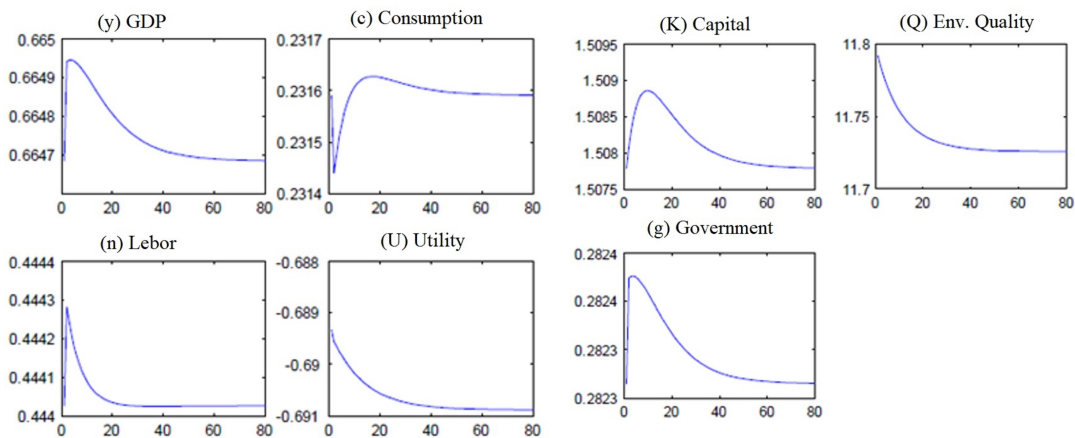 (y) GDP
0.665
0.6649
0.6648
0.6647
0 20 40 60 80
(c) Consumption
0.2317
0.2316
0.2315
0.2314
0 20 40 60 80
(K) Capital
1.5095
1.509
1.5085
1.508
1.5075
0 20 40 60 80
(Q) Env. Quality
11.8
11.75
11.7
0 20 40 60 80
(n) Lebor
0.4444
0.4443
0.4442
0.4441
0.444
0 20 40 60 80
(U) Utility
-0.688
-0.689
-0.69
-0.691
0 20 40 60 80
(g) Government
0.2824
0.2824
0.2823
0.2823
0 20 40 60 80